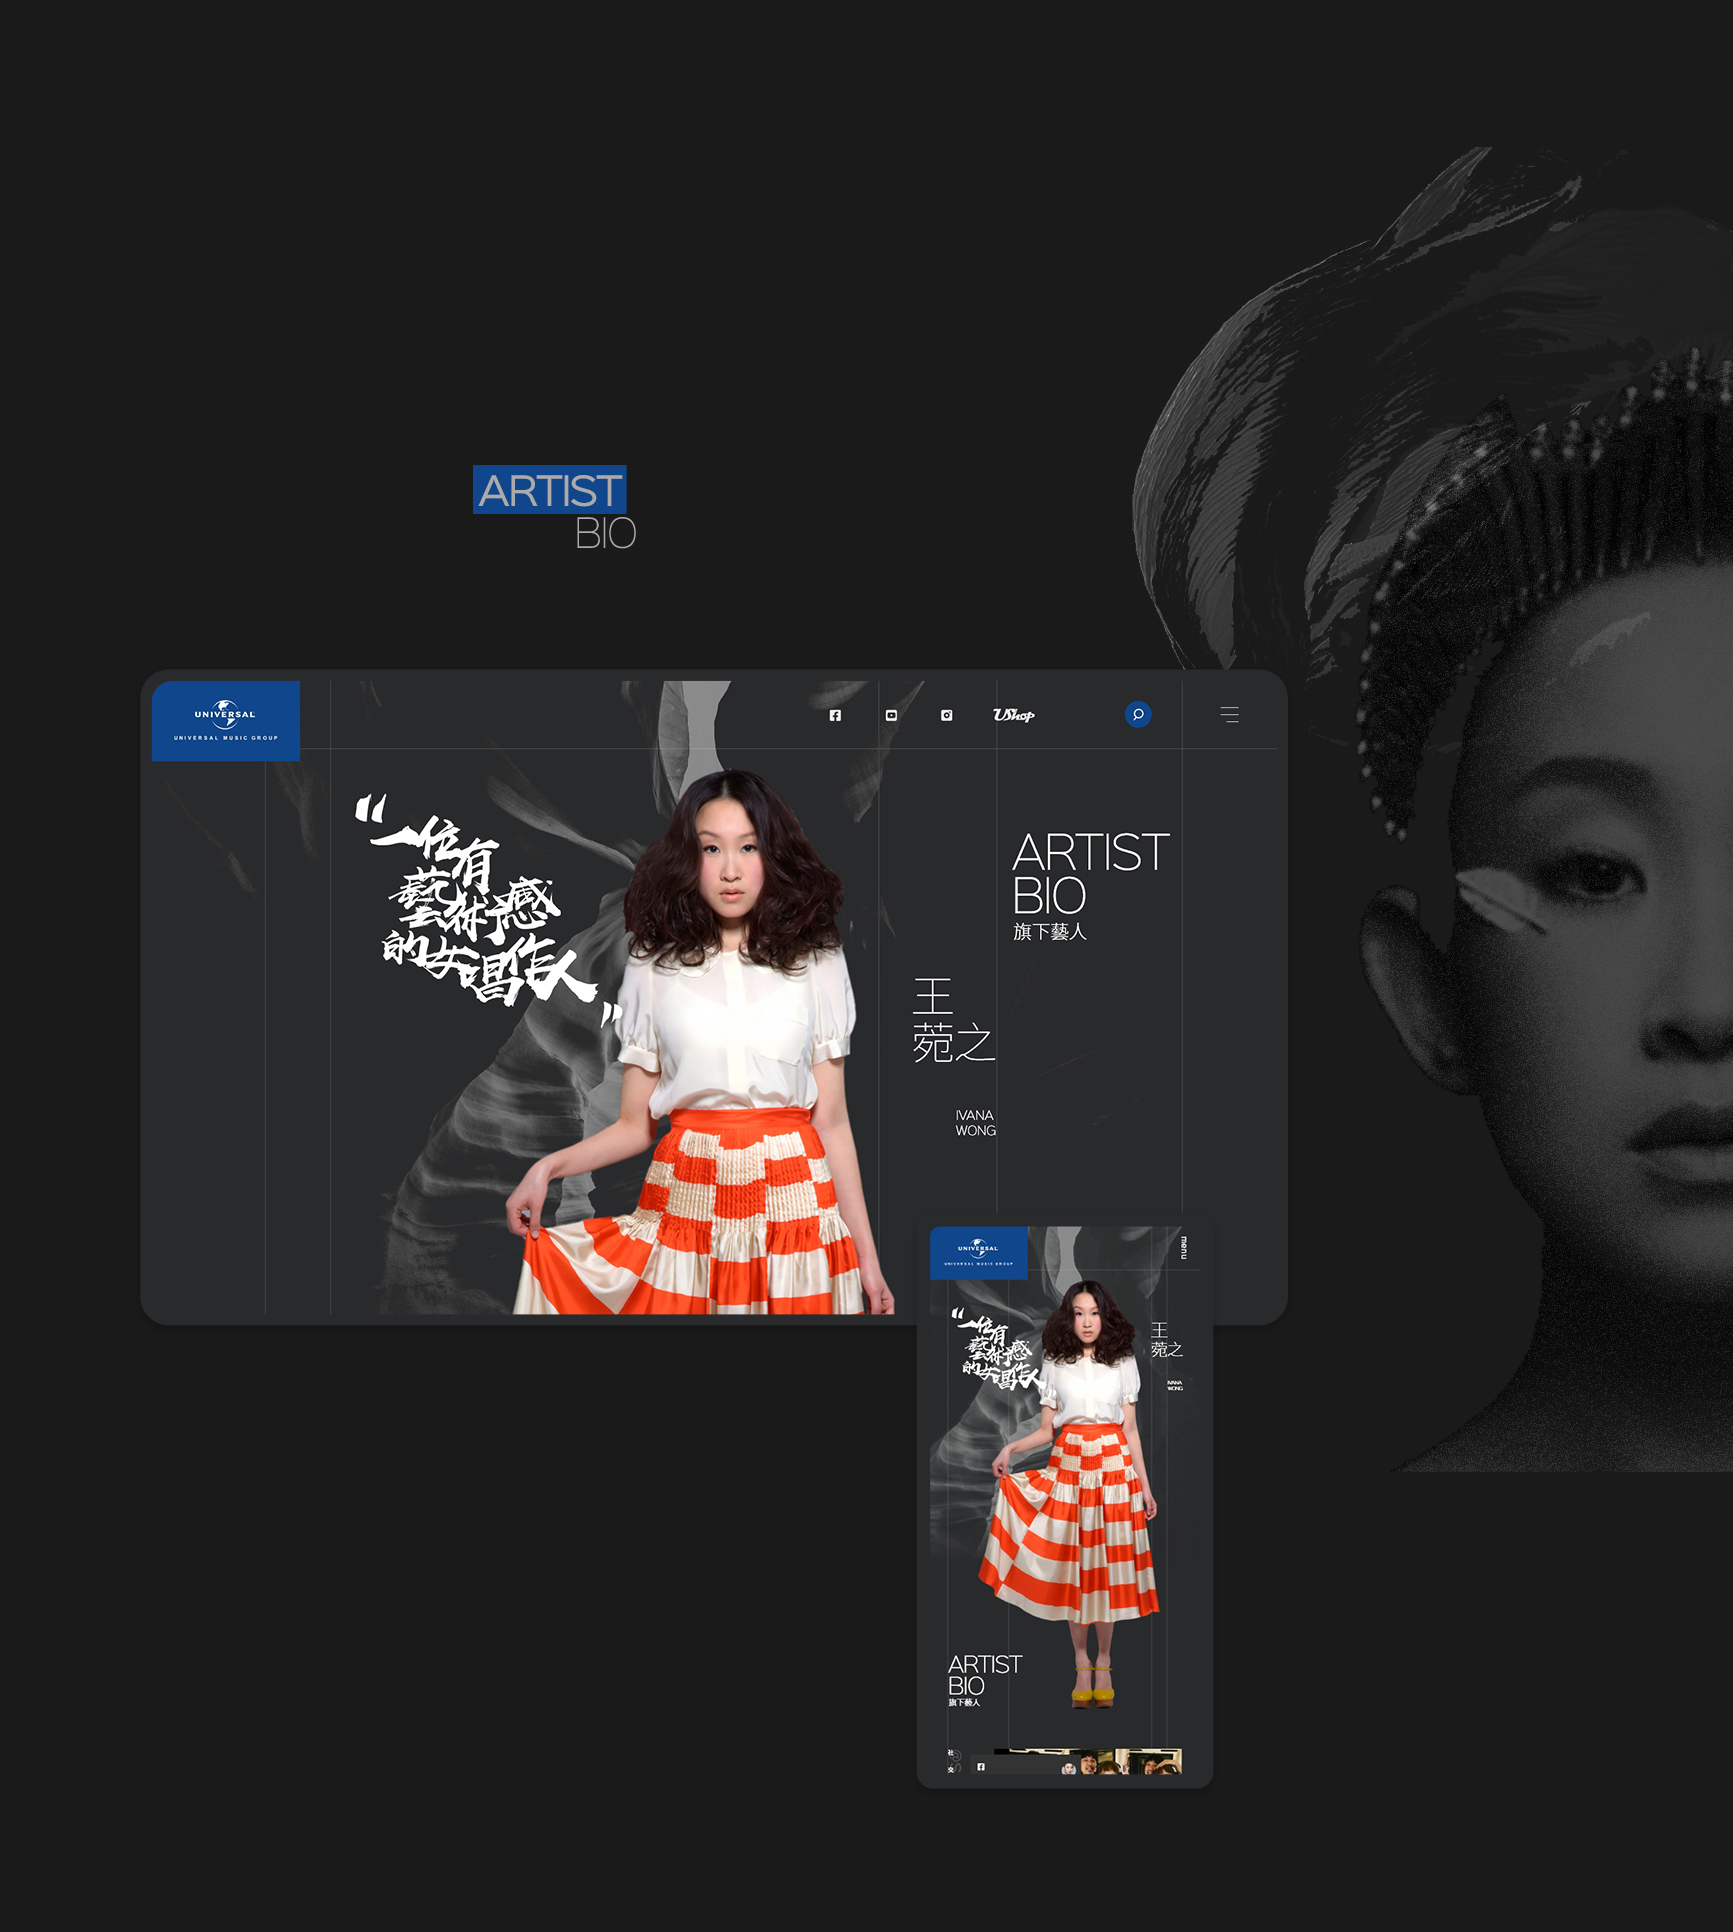 ARTIST
BIO
UNIVERSAL
UNIVERSAL MUSIC GROUP
UShop
“一位有
藝術感
的女唱作人”
ARTIST
BIO
旗下藝人
王
菀之
IVANA
WONG
UNIVERSAL
UNIVERSAL MUSIC GROUP
menu
“一位有
藝術感
的女唱作人”
王
菀之
IVANA
WONG
ARTIST
BIO
旗下藝人
社
交